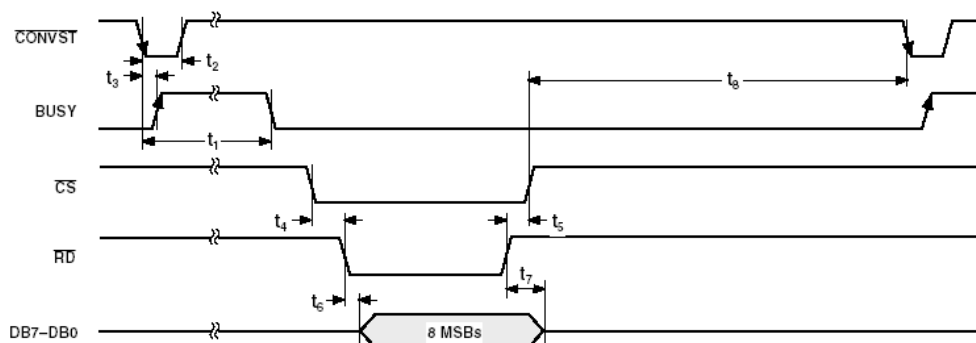 CONVST
t2
t3
t8
BUSY
t1
CS
t4
t5
RD
t7
t6
DB7–DB0
8 MSBs